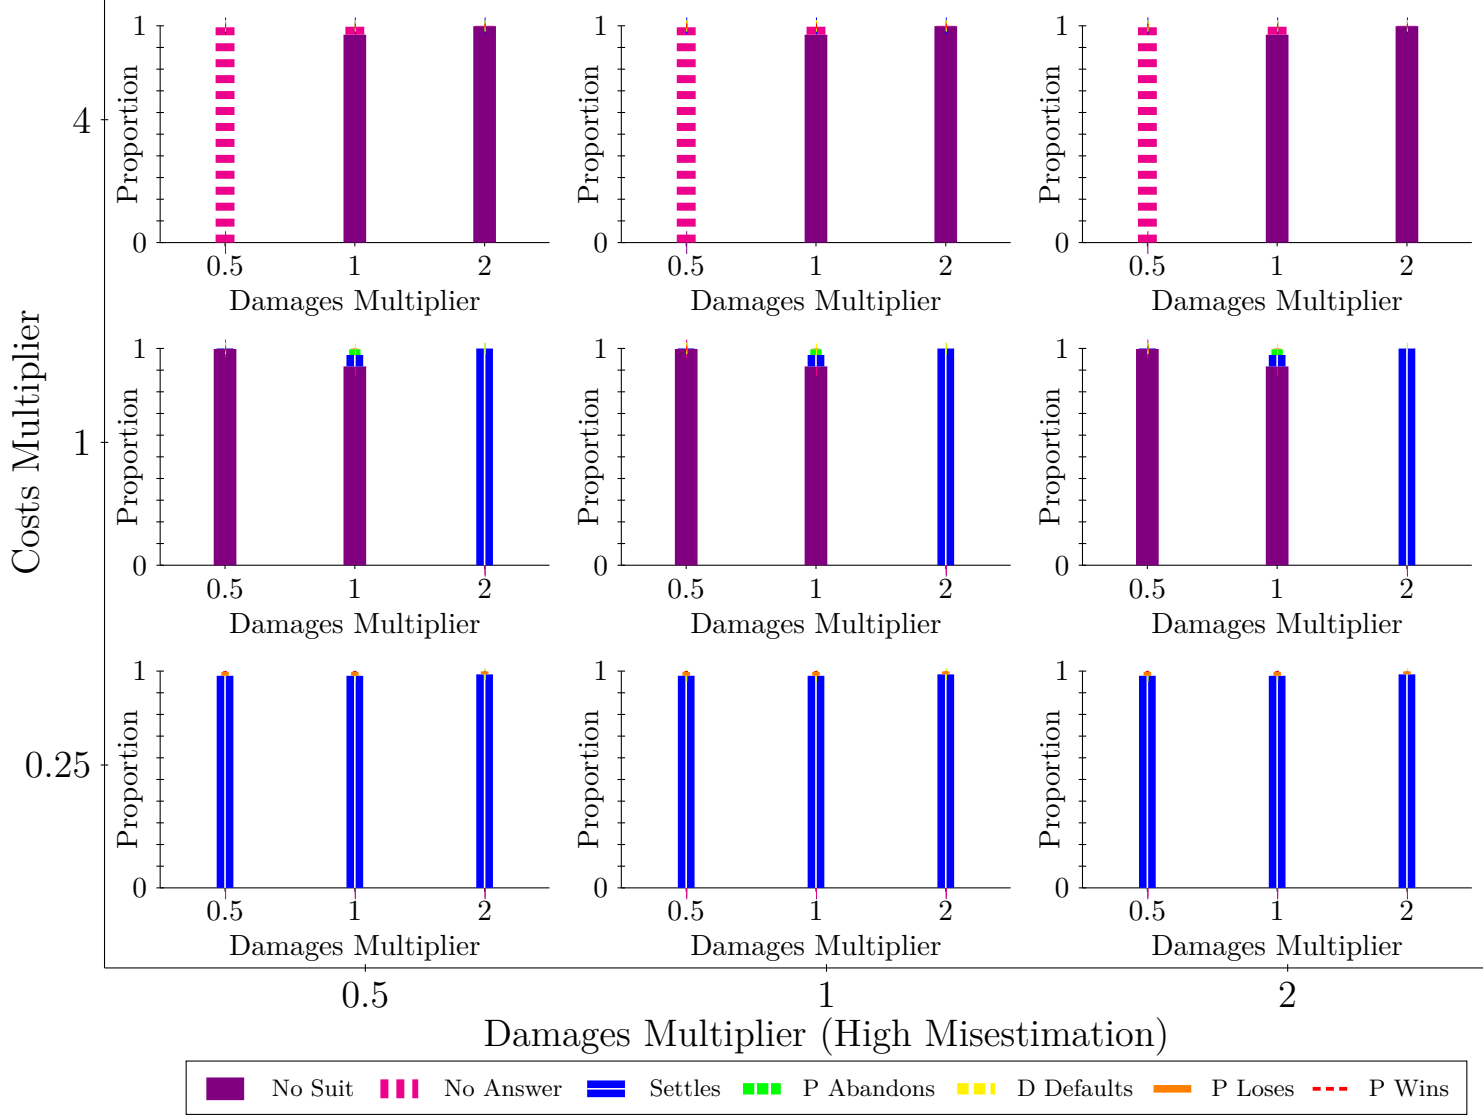 Costs Multiplier
4
1
0.25
Proportion
1
0
0.5 1 2
Damages Multiplier
Proportion
1
0
0.5 1 2
Damages Multiplier
Proportion
1
0
0.5 1 2
Damages Multiplier
Proportion
1
0
0.5 1 2
Damages Multiplier
Proportion
1
0
0.5 1 2
Damages Multiplier
Proportion
1
0
0.5 1 2
Damages Multiplier
Proportion
1
0
0.5 1 2
Damages Multiplier
Proportion
1
0
0.5 1 2
Damages Multiplier
Proportion
1
0
0.5 1 2
Damages Multiplier
0.5 1 2
Damages Multiplier (High Misestimation)
No Suit No Answer Settles P Abandons D Defaults P Loses P Wins